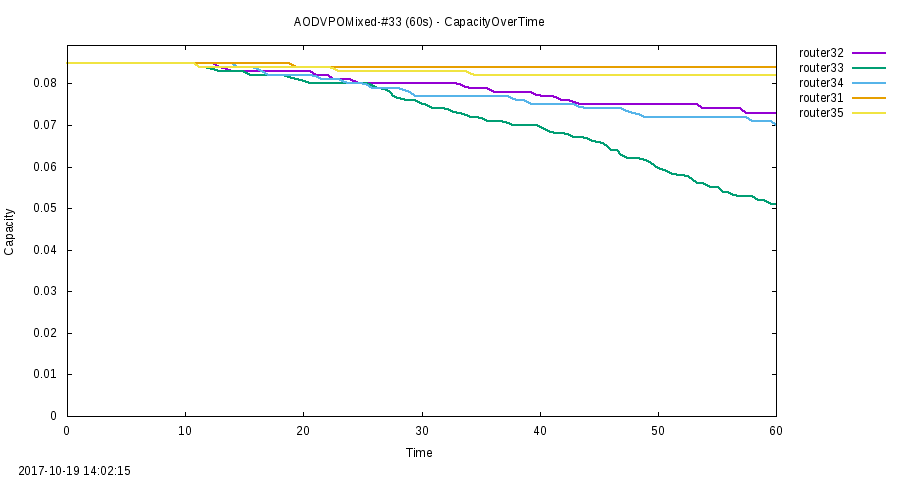 AODVPOMixed-#33 (60s) - CapacityOverTime
router32
router33
router34
router31
router35
0.08
0.07
0.06
0.05
0.04
0.03
0.02
0.01
0
Capacity
0 10 20 30 40 50 60
Time
2017-10-19 14:02:15